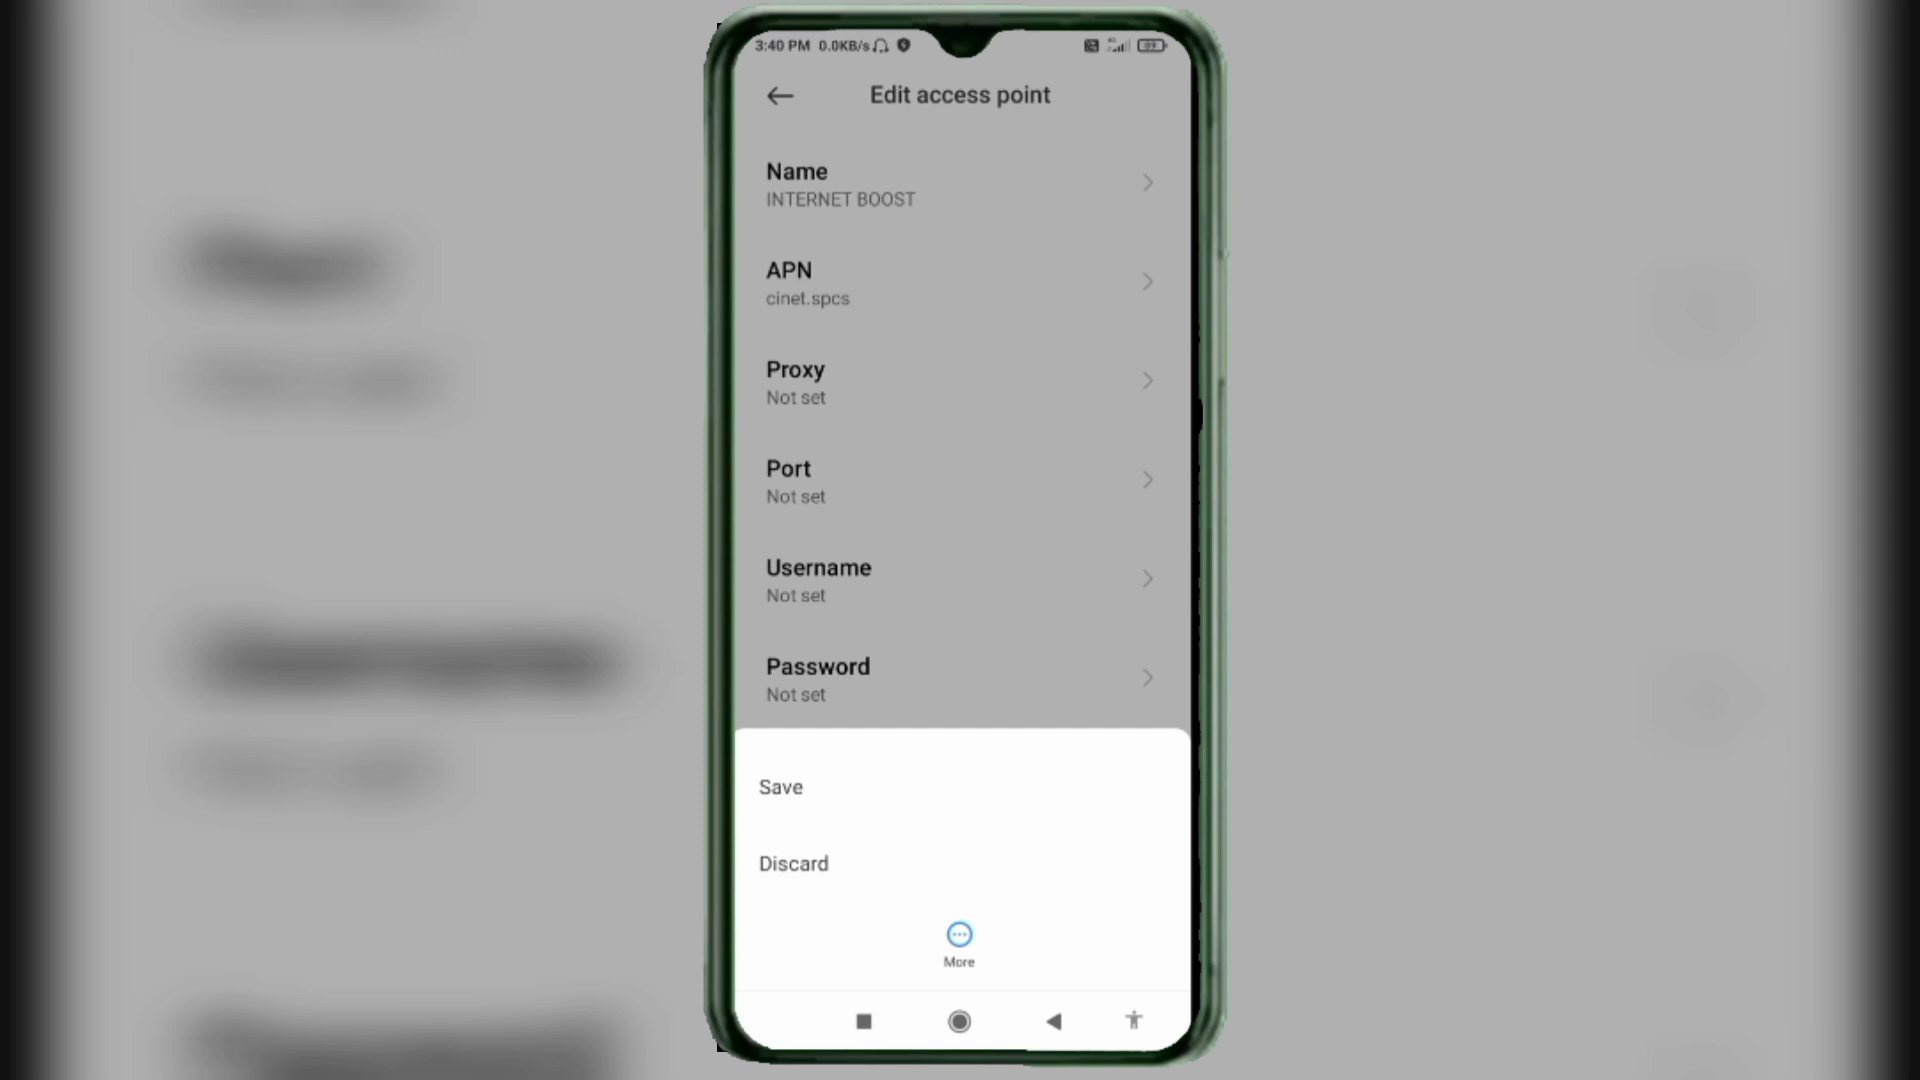 3:40 PM 0.0KB/s
Edit access point
Name
INTERNET BOOST
APN
cinet.spcs
Proxy
Not set
Port
Not set
Username
Not set
Password
Not set
Save
Discard
More